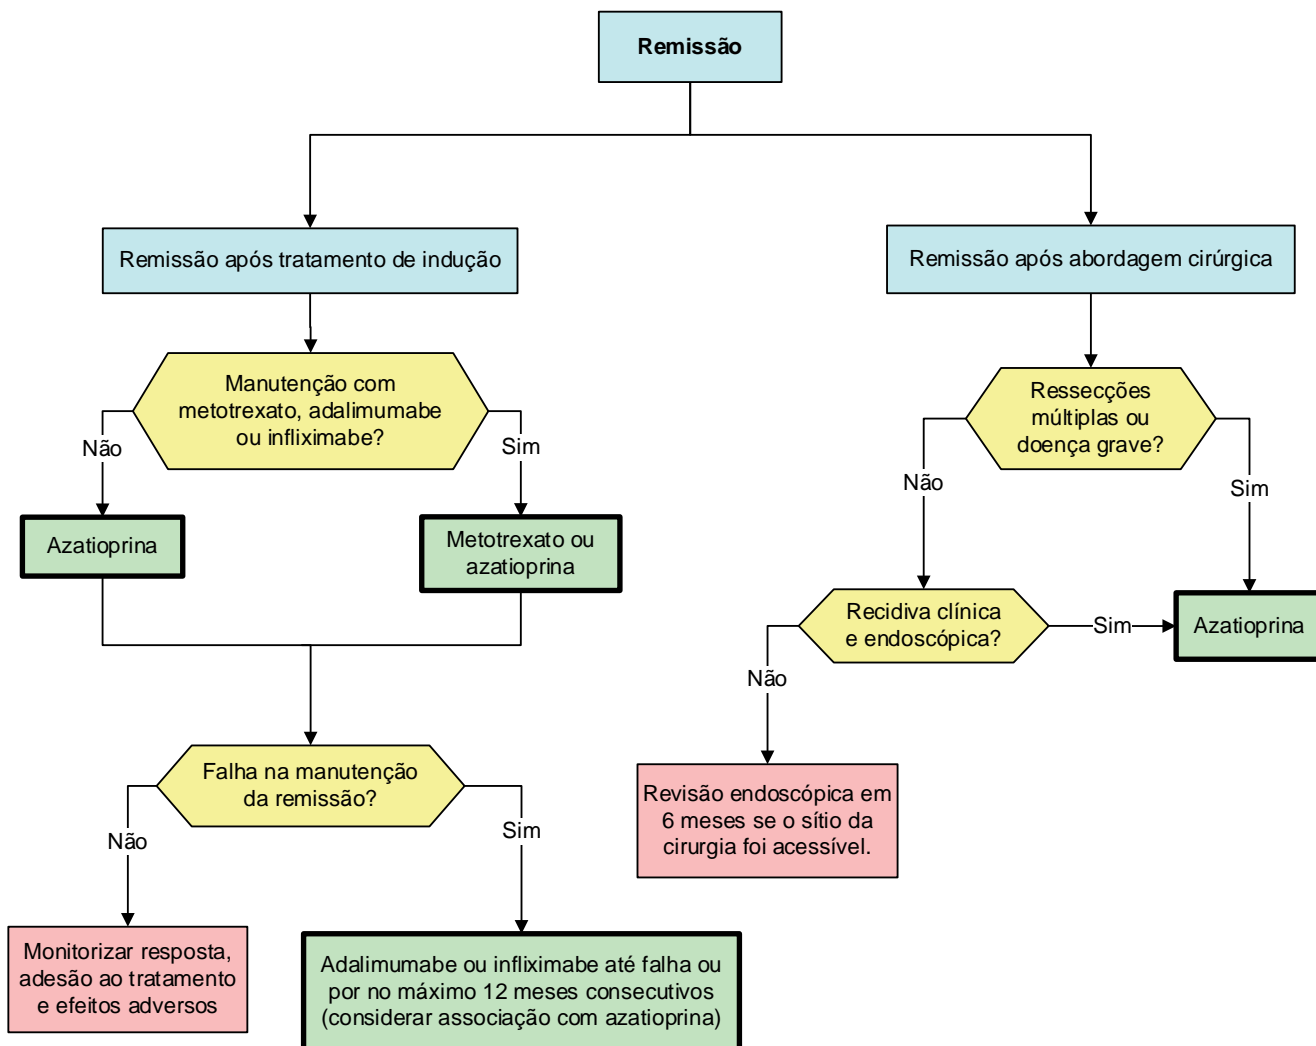 Remissão
Remissão após tratamento de indução
Remissão após abordagem cirúrgica
Manutenção com
metotrexato, adalimumabe
ou infliximabe?
Ressecções
múltiplas ou
doença grave?
Não
Sim
Não
Sim
Azatioprina
Metotrexato ou
azatioprina
Recidiva clínica
e endoscópica?
Sim
Azatioprina
Não
Falha na manutenção
da remissão?
Revisão endoscópica em
6 meses se o sítio da
cirurgia foi acessível.
Não
Sim
Monitorizar resposta,
adesão ao tratamento
e efeitos adversos
Adalimumabe ou infliximabe até falha ou
por no máximo 12 meses consecutivos
(considerar associação com azatioprina)